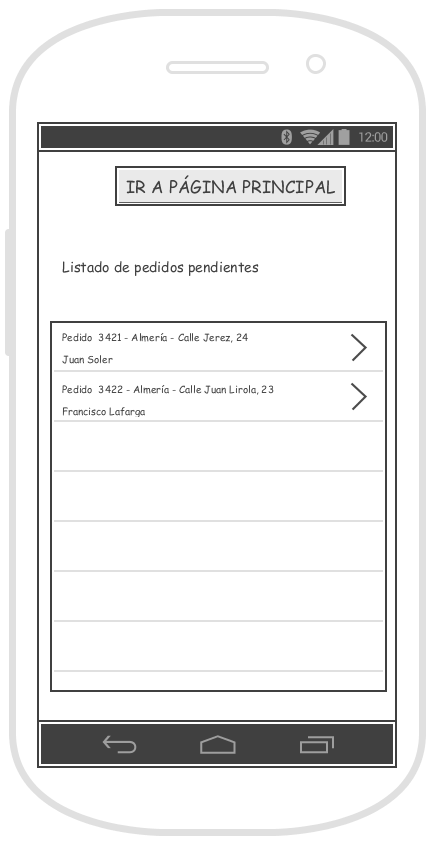 12:00
IR A PÁGINA PRINCIPAL
Listado de pedidos pendientes
Pedido 3421 - Almería - Calle Jerez, 24
Juan Soler
Pedido 3422 - Almería - Calle Juan Lirola, 23
Francisco Lafarga